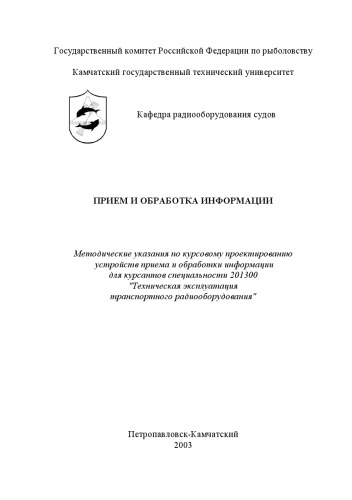 Государственный комитет Российской Федерации по рыболовству
Камчатский государственный технический университет
Кафедра радиооборудования судов
ПРИЕМ И ОБРАБОТКА ИНФОРМАЦИИ
Методические указания по курсовому проектированию
устройств приема и обработки информации
для курсантов специальности 201300
"Техническая эксплуатация
транспортного радиооборудования"
Петропавловск-Камчатский
2003